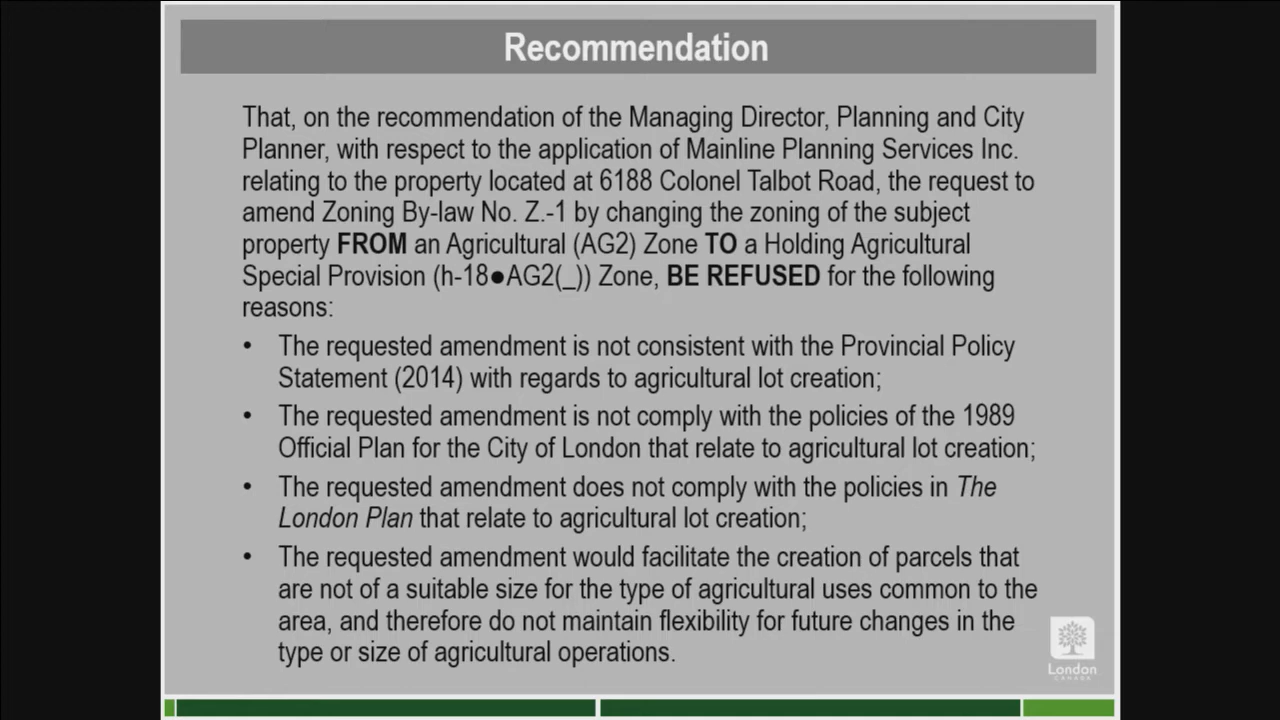 Recommendation
That, on the recommendation of the Managing Director, Planning and City
Planner, with respect to the application of Mainline Planning Services Inc.
relating to the property located at 6188 Colonel Talbot Road, the request to
amend Zoning By-law No. Z.-1 by changing the zoning of the subject
property FROM an Agricultural (AG2) Zone TO a Holding Agricultural
Special Provision (h-18●AG2(_)) Zone, BE REFUSED for the following
reasons:
• The requested amendment is not consistent with the Provincial Policy
Statement (2014) with regards to agricultural lot creation;
• The requested amendment is not comply with the policies of the 1989
Official Plan for the City of London that relate to agricultural lot creation;
• The requested amendment does not comply with the policies in The
London Plan that relate to agricultural lot creation;
• The requested amendment would facilitate the creation of parcels that
are not of a suitable size for the type of agricultural uses common to the
area, and therefore do not maintain flexibility for future changes in the
type or size of agricultural operations.
London
CANADA